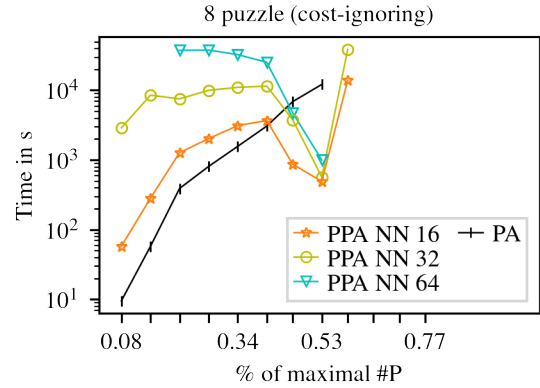 8 puzzle (cost-ignoring)
Time in s
10^4
10^3
10^2
10^1
PPA NN 16
PA
PPA NN 32
PPA NN 64
0.08 0.34 0.53 0.77
% of maximal #P